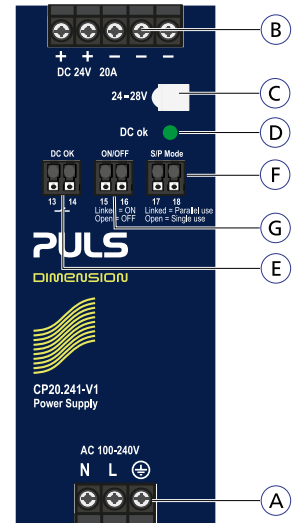 B
+ + − − −
DC 24V 20A
24–28V
C
DC ok
D
DC OK ON/OFF S/P Mode
F
13 14 15 16 17 18
Linked = ON Linked = Parallel use
Open = OFF Open = Single use
G
PULS
E
DIMENSION
CP20.241-V1
Power Supply
AC 100-240V
N L
A